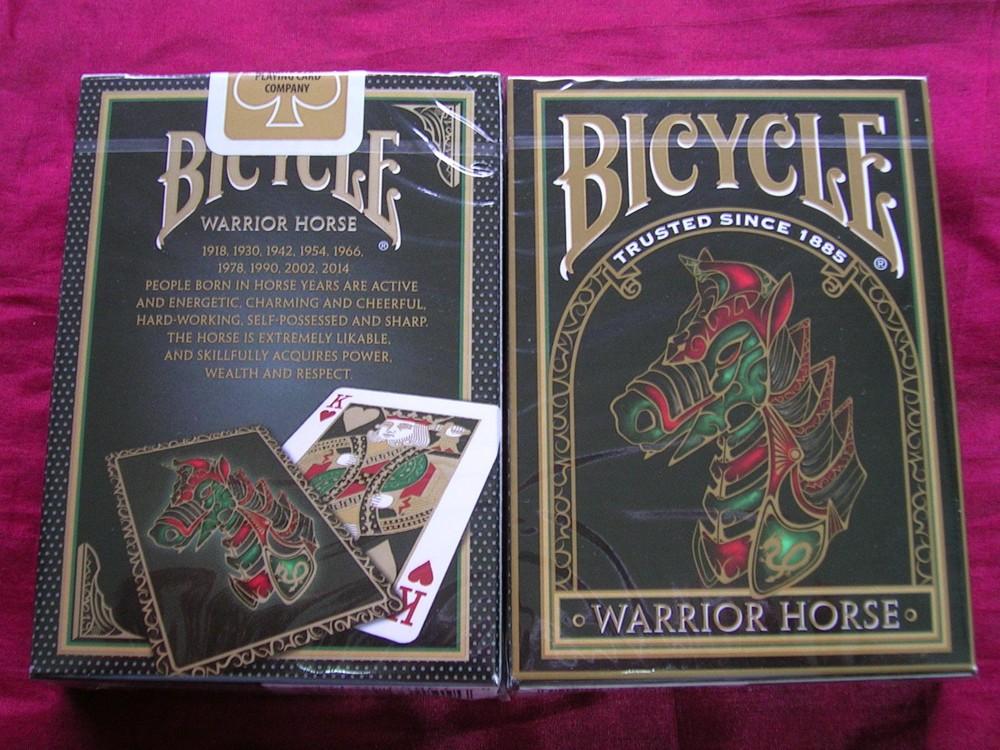 PLAYING CARD
COMPANY
BICYCLE
WARRIOR HORSE
®
1918, 1930, 1942, 1954, 1966,
1978, 1990, 2002, 2014
PEOPLE BORN IN HORSE YEARS ARE ACTIVE
AND ENERGETIC, CHARMING AND CHEERFUL,
HARD-WORKING, SELF-POSSESSED AND SHARP.
THE HORSE IS EXTREMELY LIKABLE,
AND SKILLFULLY ACQUIRES POWER,
WEALTH AND RESPECT.
K
K
BICYCLE
TRUSTED SINCE 1885
®
WARRIOR HORSE